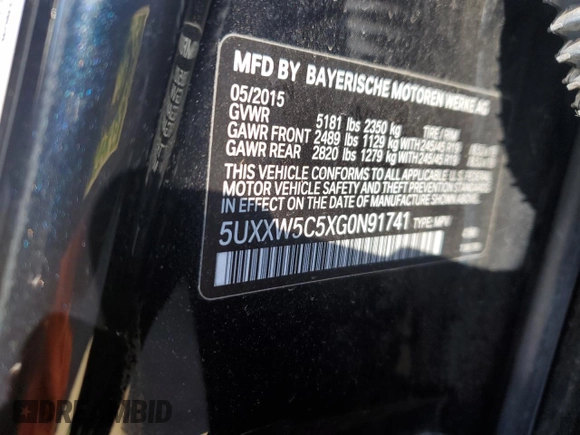 MFD BY BAYERISCHE MOTOREN WERKE AG
05/2015
GVWR 5181 lbs 2350 kg TIRE / RIM
GAWR FRONT 2489 lbs 1129 kg WITH 245/45 R19
GAWR REAR 2820 lbs 1279 kg WITH 245/45 R19
THIS VEHICLE CONFORMS TO ALL APPLICABLE U.S. FEDERAL
MOTOR VEHICLE SAFETY AND THEFT PREVENTION STANDARDS
IN EFFECT ON THE DATE OF MANUFACTURE SHOWN ABOVE.
5UXXW5C5XG0N91741 TYPE: MPV
DREAMBID